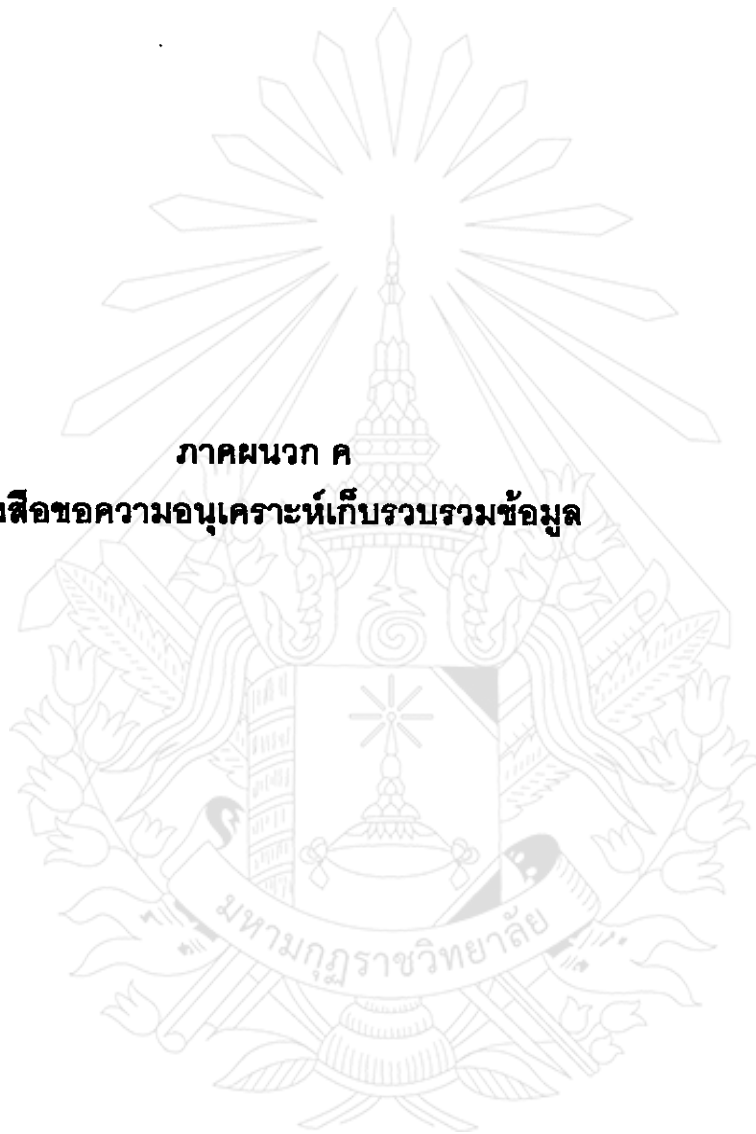 ภาคผนวก ค
สือขอความอนุเคราะห์เก็บรวบรวมข้อมูล
มหามกุฏราชวิทยาลัย